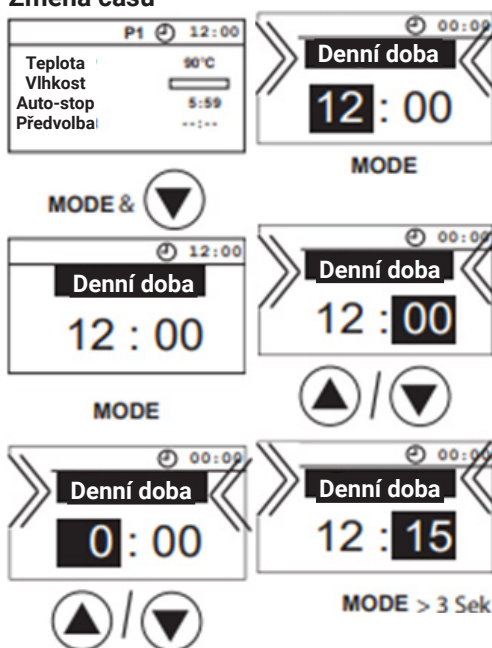 Změna času
P1 12:00
Teplota 90°C
Vlhkost
Auto-stop 5:59
Předvolba --:--
MODE &
12:00
Denní doba
12 : 00
MODE
00:00
Denní doba
0 : 00
00:00
Denní doba
12 : 00
MODE
00:00
Denní doba
12 : 00
/
00:00
Denní doba
12 : 15
MODE > 3 Sek
/